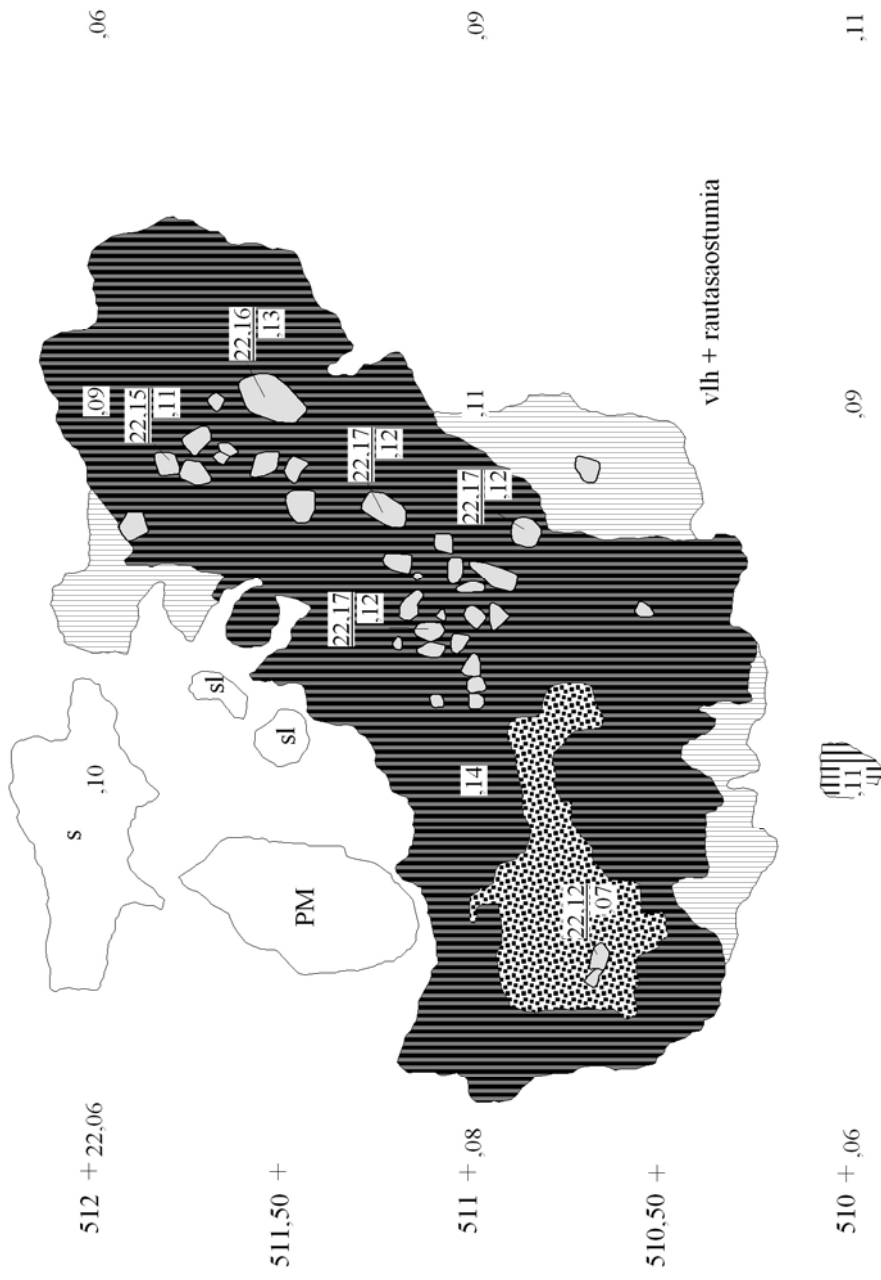 512 + 22,06
,06
s
,10
,09
22,15
,11
sl
22,16
,13
511,50 +
PM
sl
22,17
,12
22,17
,12
511 + ,08
,14
,11
,09
22,17
,12
22,12
,07
510,50 +
vlh + rautasaostumia
510 + ,06
,11
,09
,11